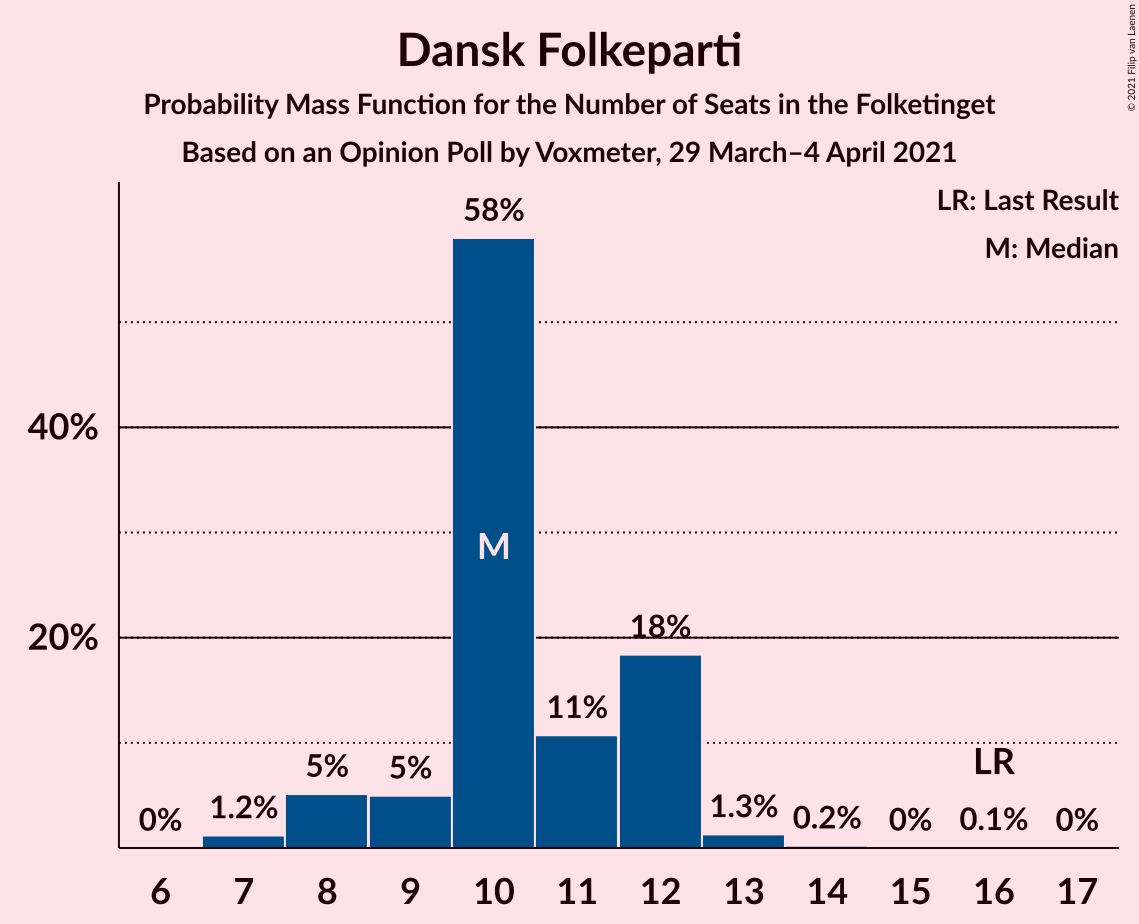 Dansk Folkeparti
Probability Mass Function for the Number of Seats in the Folketinget
Based on an Opinion Poll by Voxmeter, 29 March–4 April 2021
© 2021 Filip van Laenen
LR: Last Result
M: Median
58%
40%
M
20%
18%
11%
5%
5%
LR
0%
1.2%
1.3%
0.2%
0%
0.1%
0%
6 7 8 9 10 11 12 13 14 15 16 17